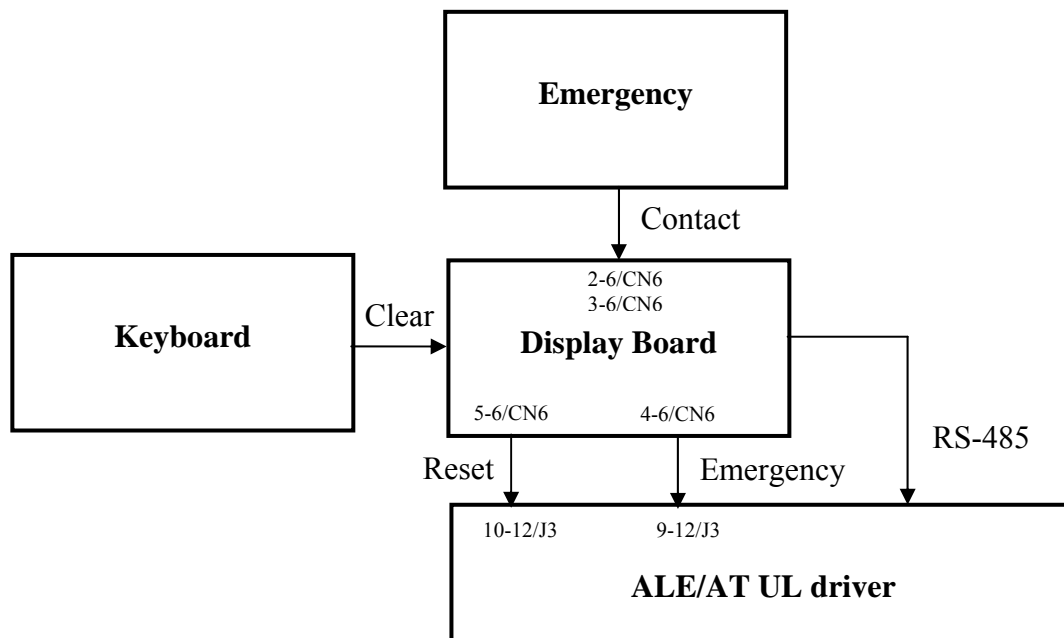 Emergency
Contact
2-6/CN6
3-6/CN6
Keyboard
Clear
Display Board
5-6/CN6
4-6/CN6
RS-485
Reset
Emergency
10-12/J3
9-12/J3
ALE/AT UL driver